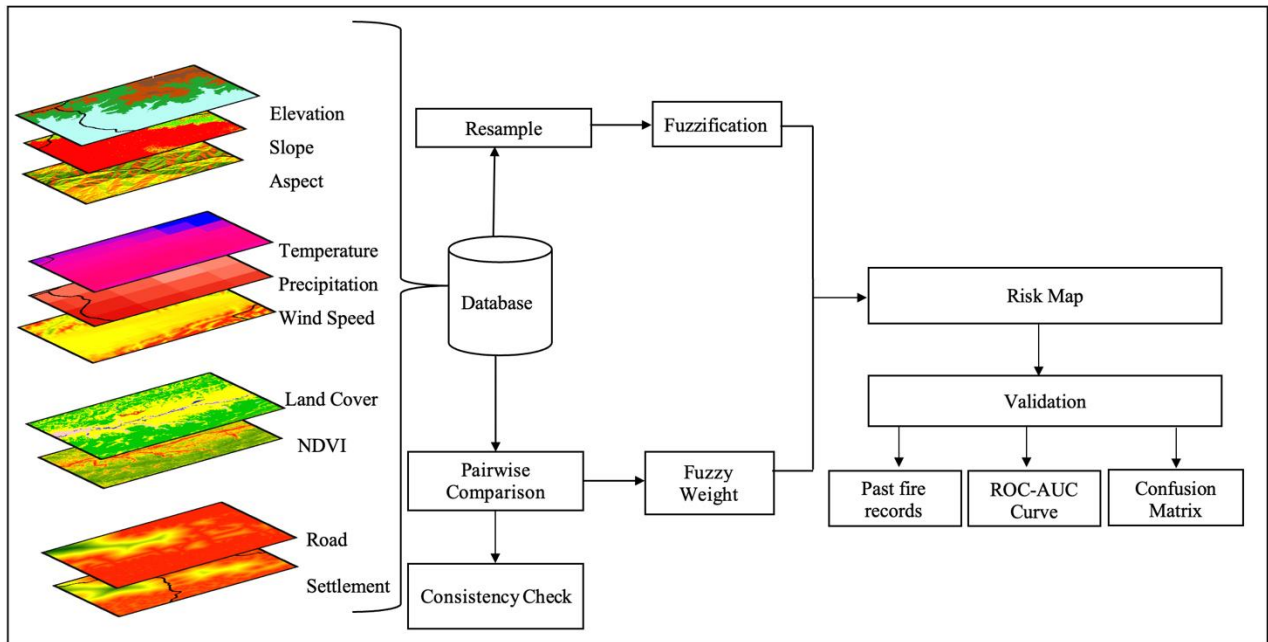 Elevation
Slope
Aspect
Temperature
Precipitation
Wind Speed
Land Cover
NDVI
Road
Settlement
Database
Resample
Fuzzification
Pairwise
Comparison
Fuzzy
Weight
Consistency Check
Risk Map
Validation
Past fire
records
ROC-AUC
Curve
Confusion
Matrix